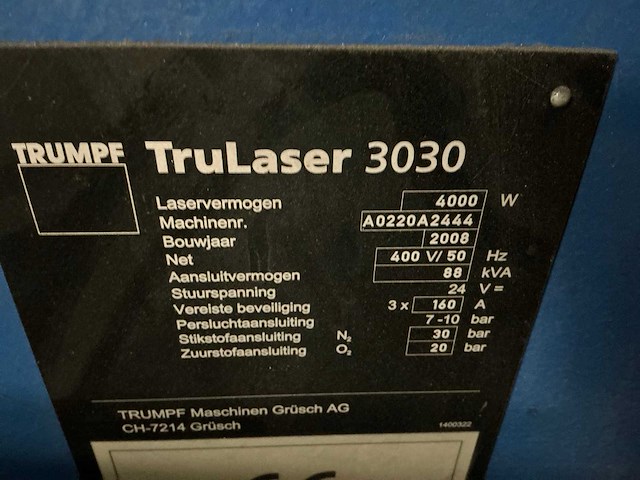 TRUMPF TruLaser 3030
Laservermogen 4000 W
Machinenr. A0220A2444
Bouwjaar 2008
Net 400 V/ 50 Hz
Aansluitvermogen 88 kVA
Stuurspanning 24 V =
Vereiste beveiliging 3 x 160 A
Persluchtaansluiting 7-10 bar
Stikstofaansluiting N₂ 30 bar
Zuurstofaansluiting O₂ 20 bar
TRUMPF Maschinen Grüsch AG
CH-7214 Grüsch 1400322
CE